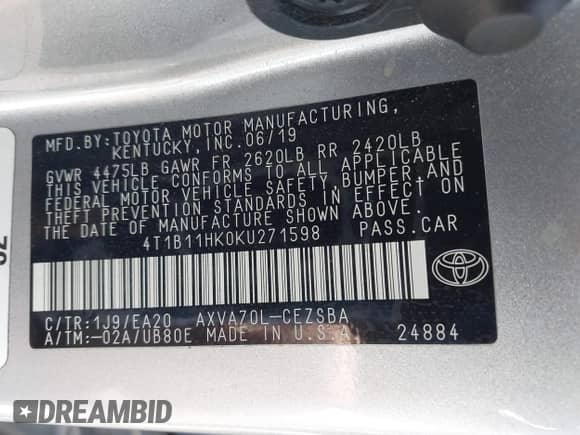 MFD.BY:TOYOTA MOTOR MANUFACTURING,
KENTUCKY, INC.06/19
GVWR 4475LB GAWR FR 2620LB RR 2420LB
THIS VEHICLE CONFORMS TO ALL APPLICABLE
FEDERAL MOTOR VEHICLE SAFETY, BUMPER, AND
THEFT PREVENTION STANDARDS IN EFFECT ON
THE DATE OF MANUFACTURE SHOWN ABOVE.
4T1B11HK0KU271598 PASS.CAR
C/TR:1J9/EA20 AXVA70L-CEZSBA
A/TM:-02A/UB80E MADE IN U.S.A. 24884
DREAMBID